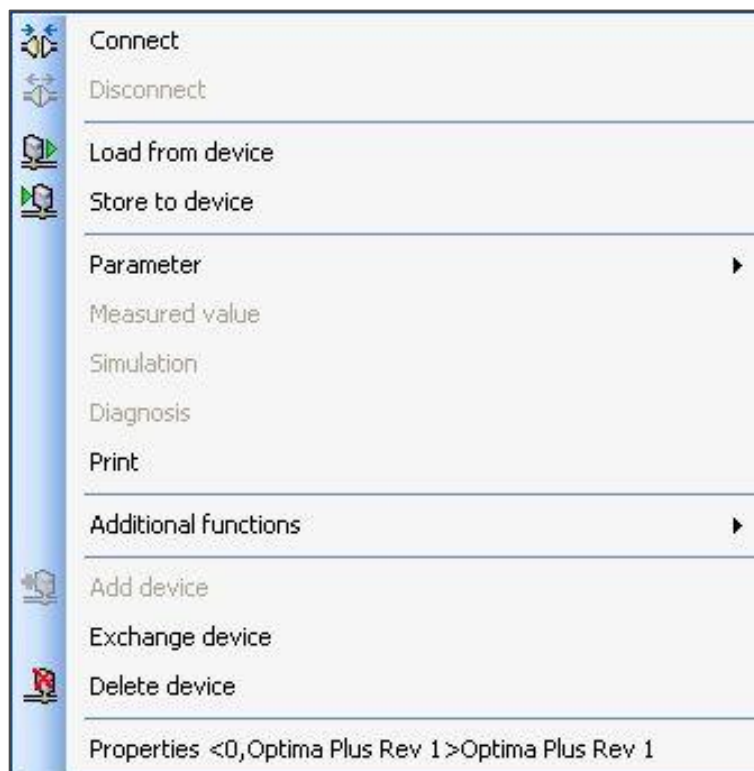 Connect
Disconnect
Load from device
Store to device
Parameter
Measured value
Simulation
Diagnosis
Print
Additional functions
Add device
Exchange device
Delete device
Properties <0,Optima Plus Rev 1>Optima Plus Rev 1